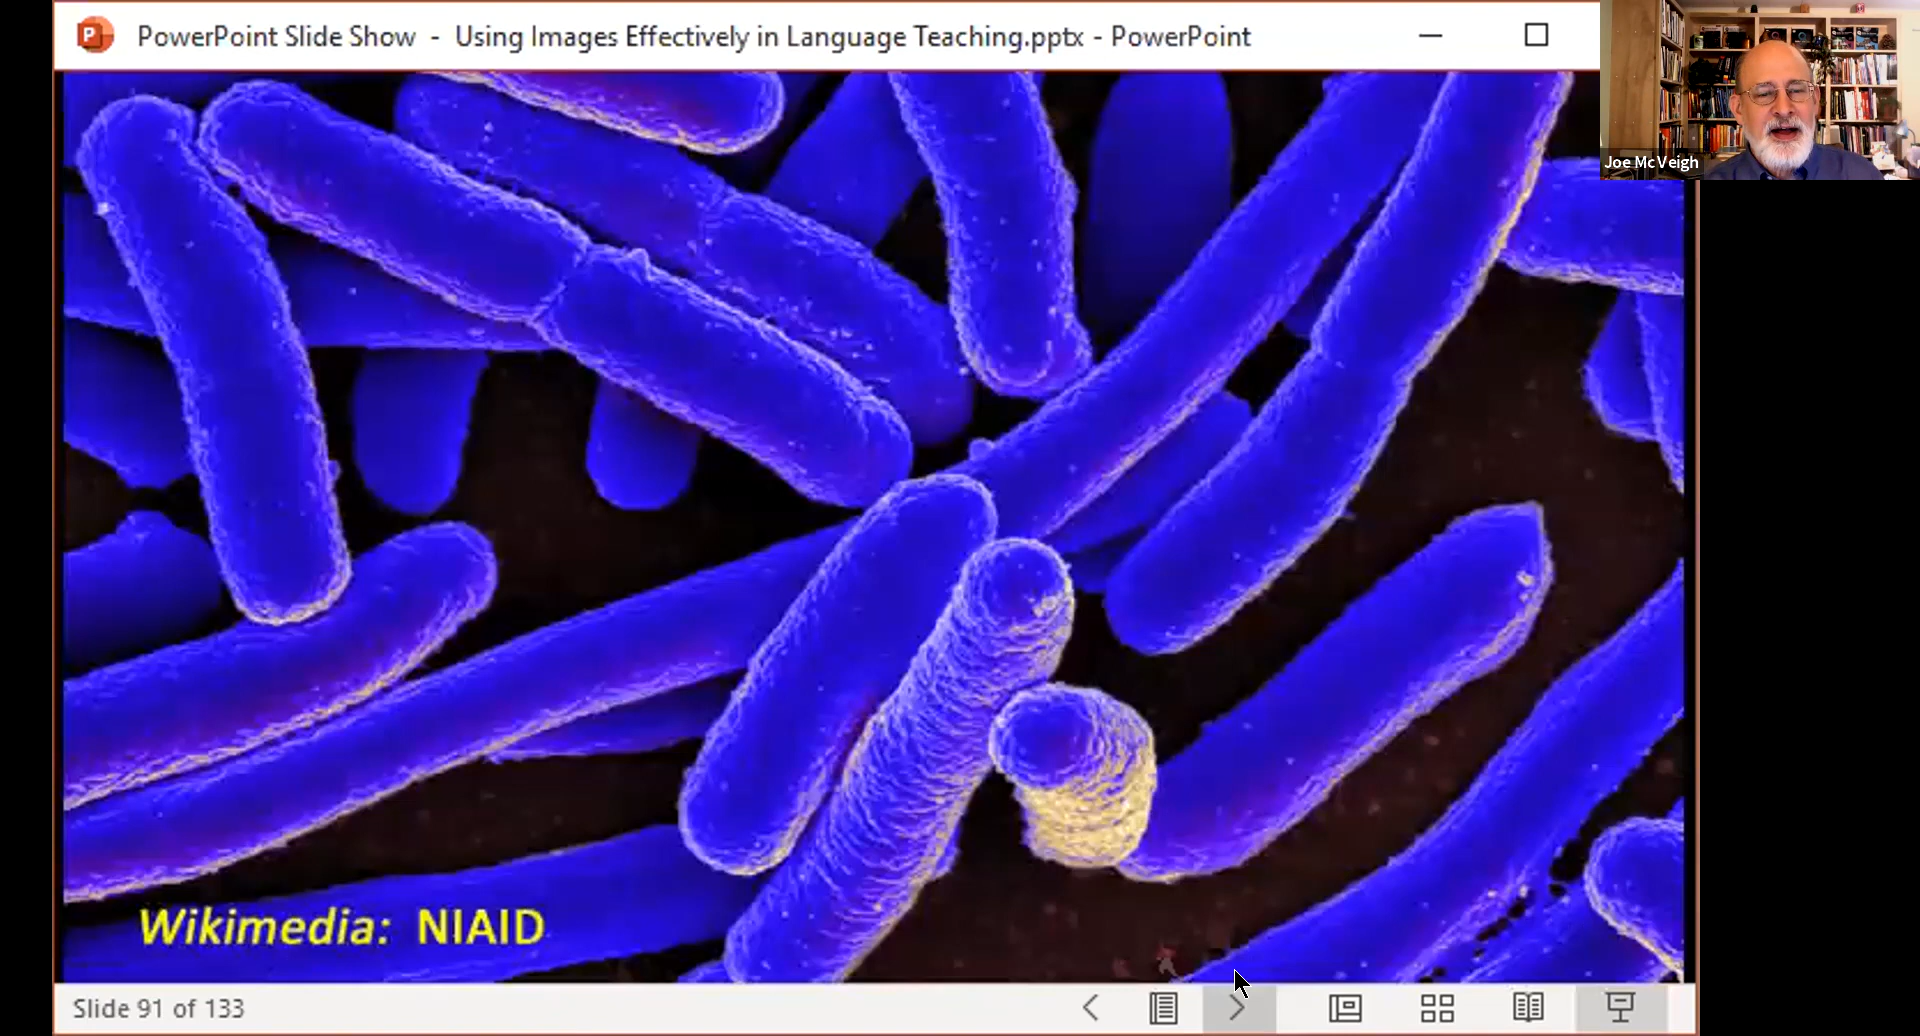 PowerPoint Slide Show - Using Images Effectively in Language Teaching.pptx - PowerPoint
Joe McVeigh
Wikimedia: NIAID
Slide 91 of 133